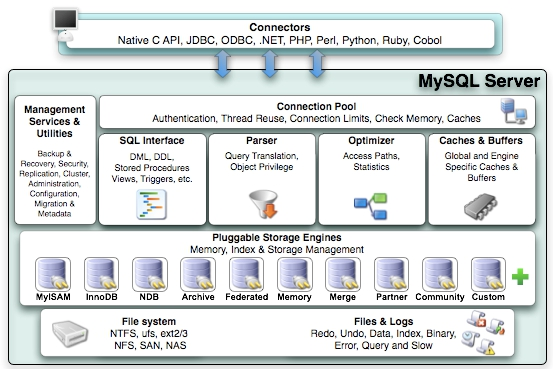 Connectors
Native C API, JDBC, ODBC, .NET, PHP, Perl, Python, Ruby, Cobol
MySQL Server
Management
Services &
Utilities
Backup &
Recovery, Security,
Replication, Cluster,
Administration,
Configuration,
Migration &
Metadata
Connection Pool
Authentication, Thread Reuse, Connection Limits, Check Memory, Caches
SQL Interface
DML, DDL,
Stored Procedures
Views, Triggers, etc.
Parser
Query Translation,
Object Privilege
Optimizer
Access Paths,
Statistics
Caches & Buffers
Global and Engine
Specific Caches &
Buffers
Pluggable Storage Engines
Memory, Index & Storage Management
MyISAM
InnoDB
NDB
Archive
Federated
Memory
Merge
Partner
Community
Custom
File system
NTFS, ufs, ext2/3
NFS, SAN, NAS
Files & Logs
Redo, Undo, Data, Index, Binary,
Error, Query and Slow